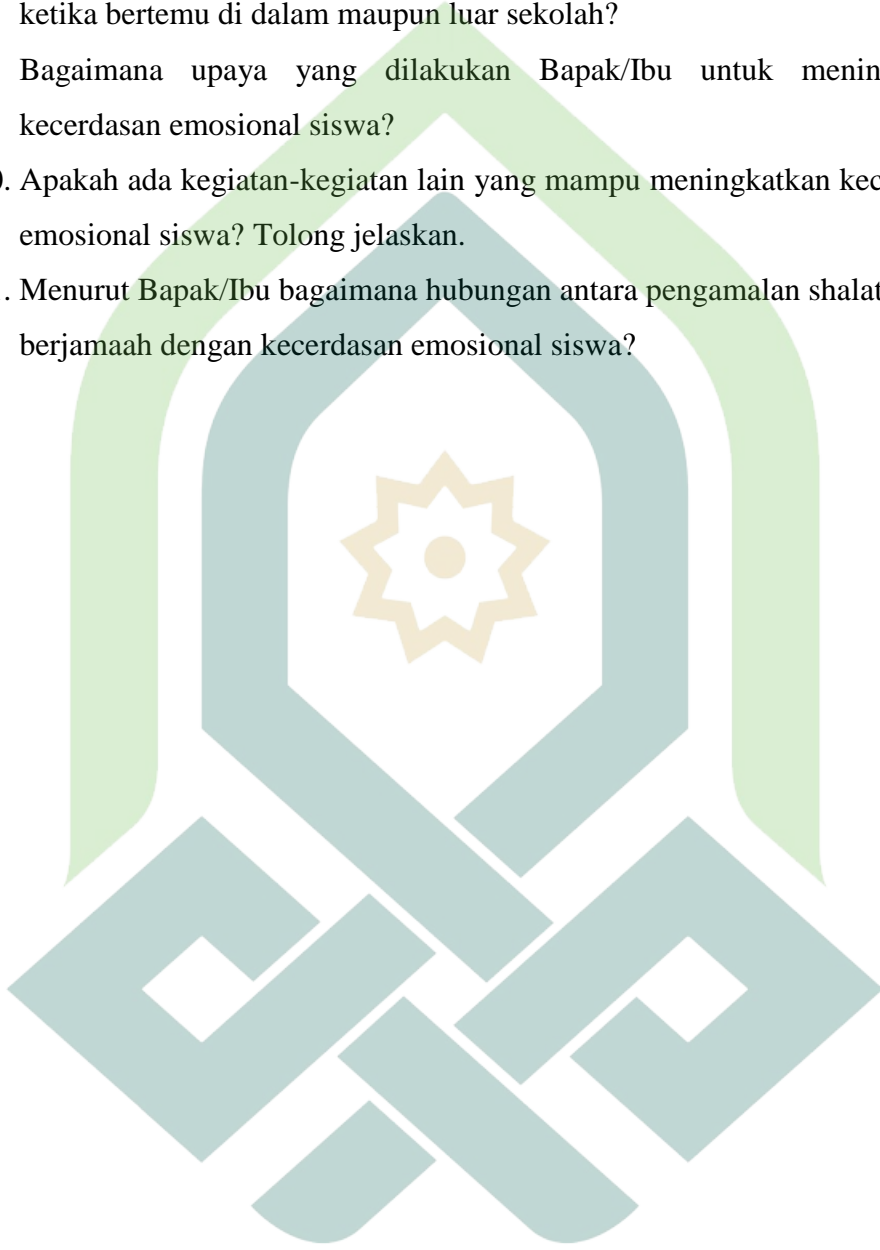 ketika bertemu di dalam maupun luar sekolah?
Bagaimana upaya yang dilakukan Bapak/Ibu untuk menin
kecerdasan emosional siswa?
. Apakah ada kegiatan-kegiatan lain yang mampu meningkatkan kec
emosional siswa? Tolong jelaskan.
. Menurut Bapak/Ibu bagaimana hubungan antara pengamalan shalat
berjamaah dengan kecerdasan emosional siswa?